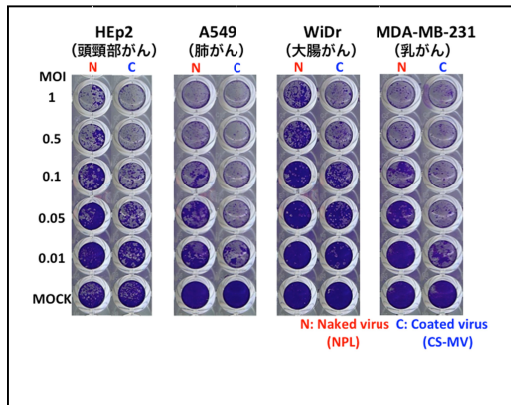 HEp2 A549 WiDr MDA-MB-231
(頭頸部がん) (肺がん) (大腸がん) (乳がん)
MOI N C N C N C N C
1
0.5
0.1
0.05
0.01
MOCK
N: Naked virus C: Coated virus
(NPL) (CS-MV)